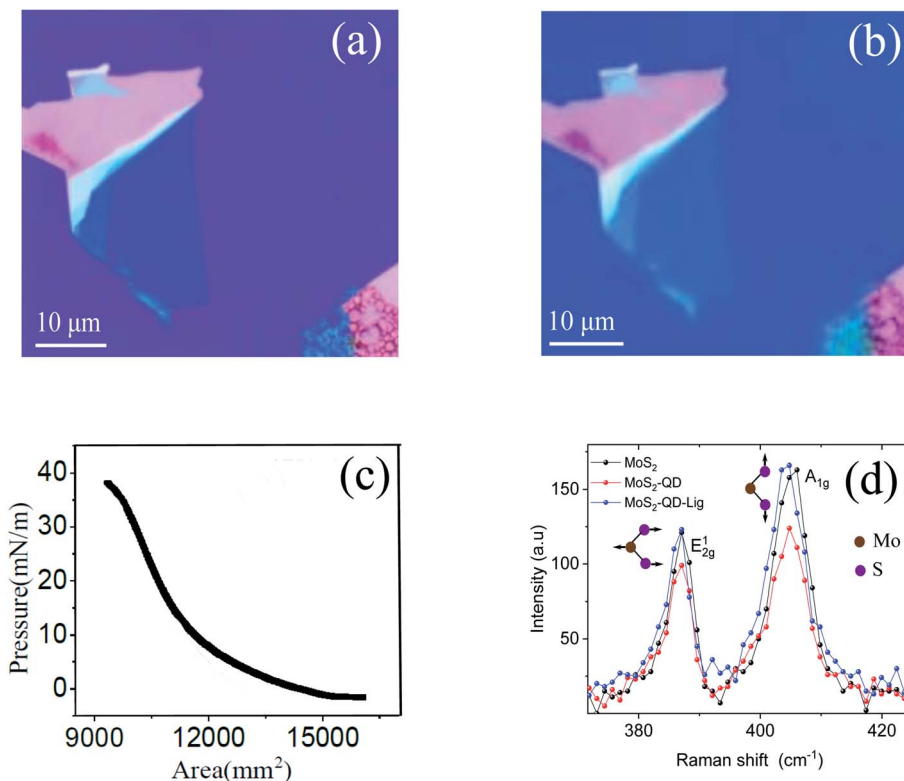 (a)
10 μm
(b)
10 μm
(c)
Pressure(mN/m)
40
30
20
10
0
9000 12000 15000
Area(mm²)
(d)
MoS₂
MoS₂-QD
MoS₂-QD-Lig
E¹₂g
A₁g
Mo
S
Intensity (a.u)
150
100
50
380 400 420
Raman shift (cm⁻¹)